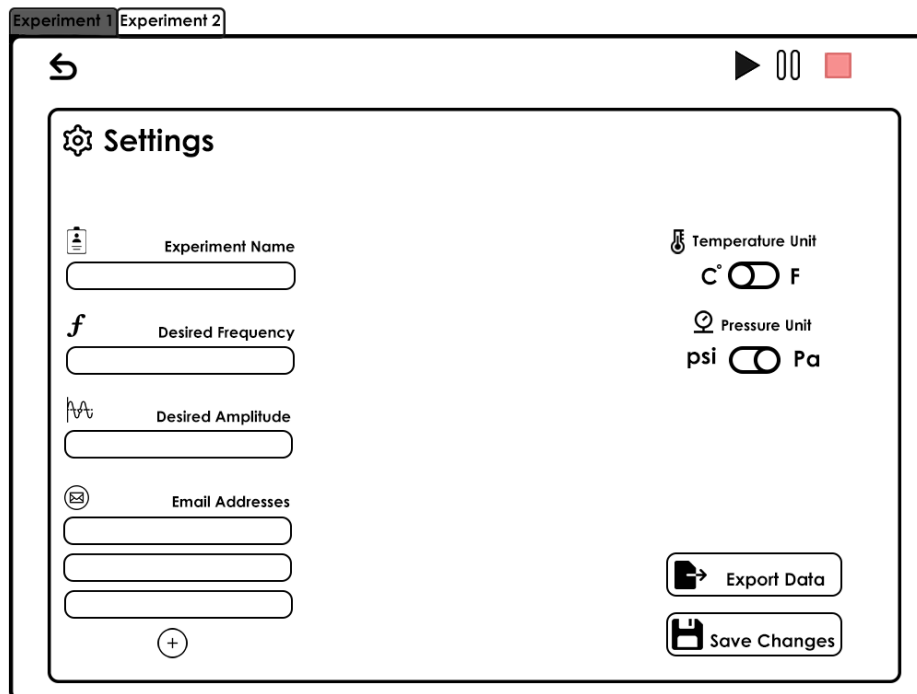 Experiment 1 Experiment 2
Settings
Experiment Name
Temperature Unit
C° F
f Desired Frequency
Pressure Unit
psi Pa
Desired Amplitude
Email Addresses
Export Data
Save Changes